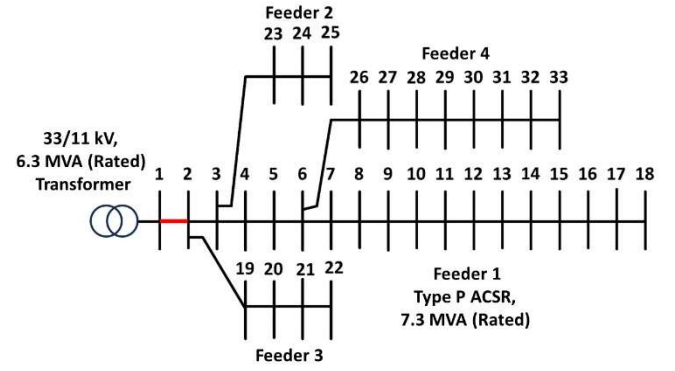 Feeder 2
23 24 25
Feeder 4
26 27 28 29 30 31 32 33
33/11 kV,
6.3 MVA (Rated)
Transformer
1 2 3 4 5 6 7 8 9 10 11 12 13 14 15 16 17 18
19 20 21 22
Feeder 3
Feeder 1
Type P ACSR,
7.3 MVA (Rated)